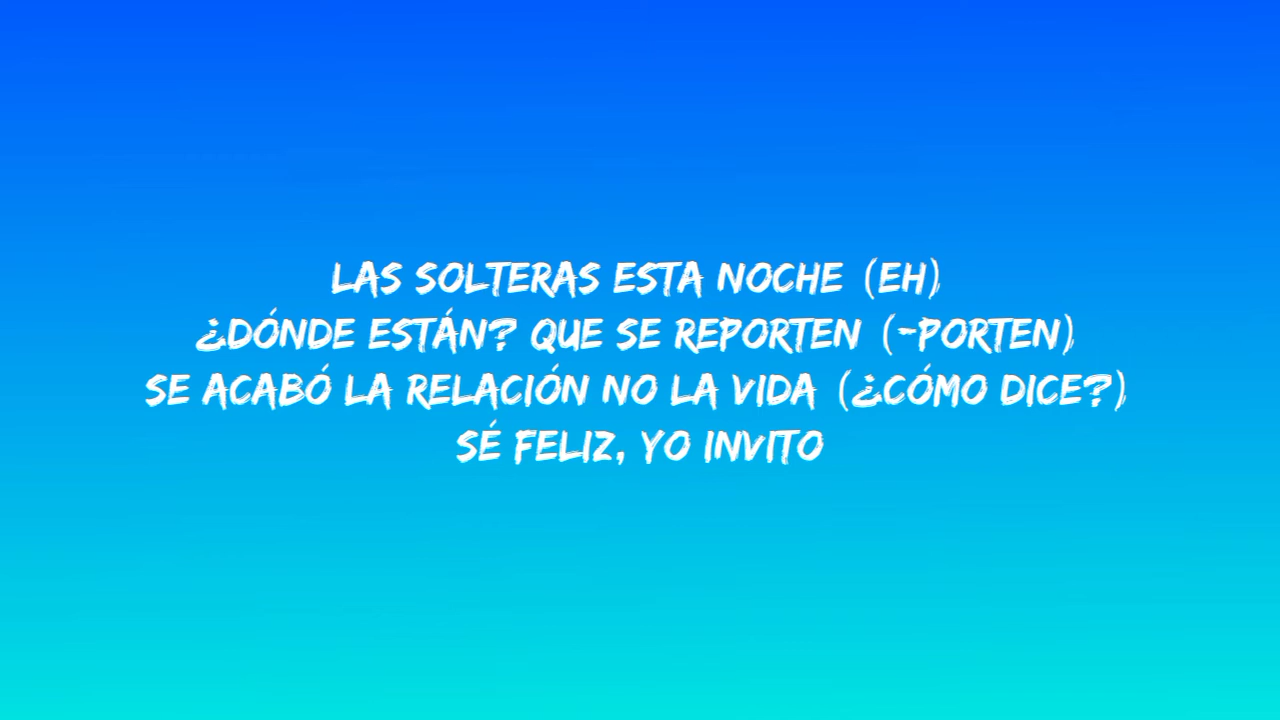 LAS SOLTERAS ESTA NOCHE (EH)
¿DÓNDE ESTÁN? QUE SE REPORTEN (-PORTEN)
SE ACABÓ LA RELACIÓN NO LA VIDA (¿CÓMO DICE?)
SÉ FELIZ, YO INVITO